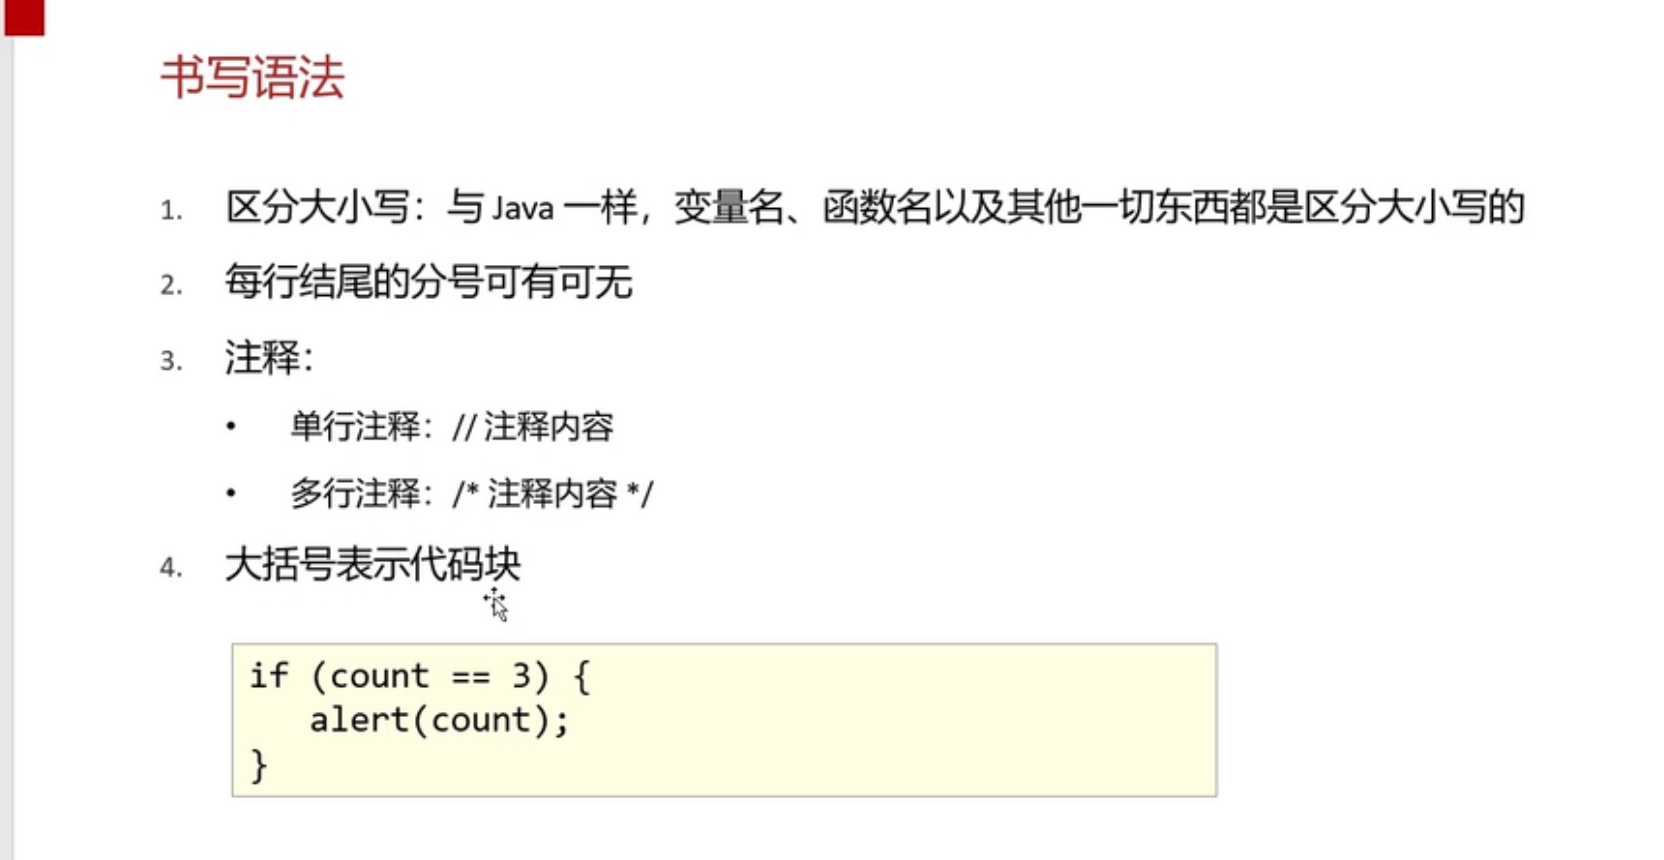 书写语法
1. 区分大小写：与 Java 一样，变量名、函数名以及其他一切东西都是区分大小写的
2. 每行结尾的分号可有可无
3. 注释：
• 单行注释：// 注释内容
• 多行注释：/* 注释内容 */
4. 大括号表示代码块
if (count == 3) {
   alert(count);
}